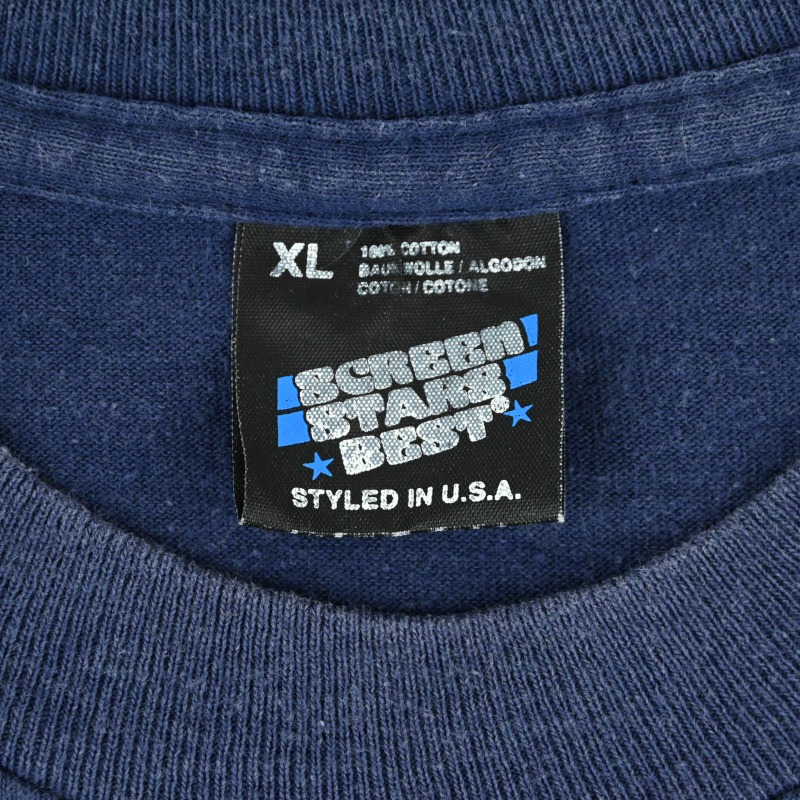 XL
100% COTTON
BAUMWOLLE / ALGODON
COTON / COTONE
SCREEN
STARS
BEST®
STYLED IN U.S.A.